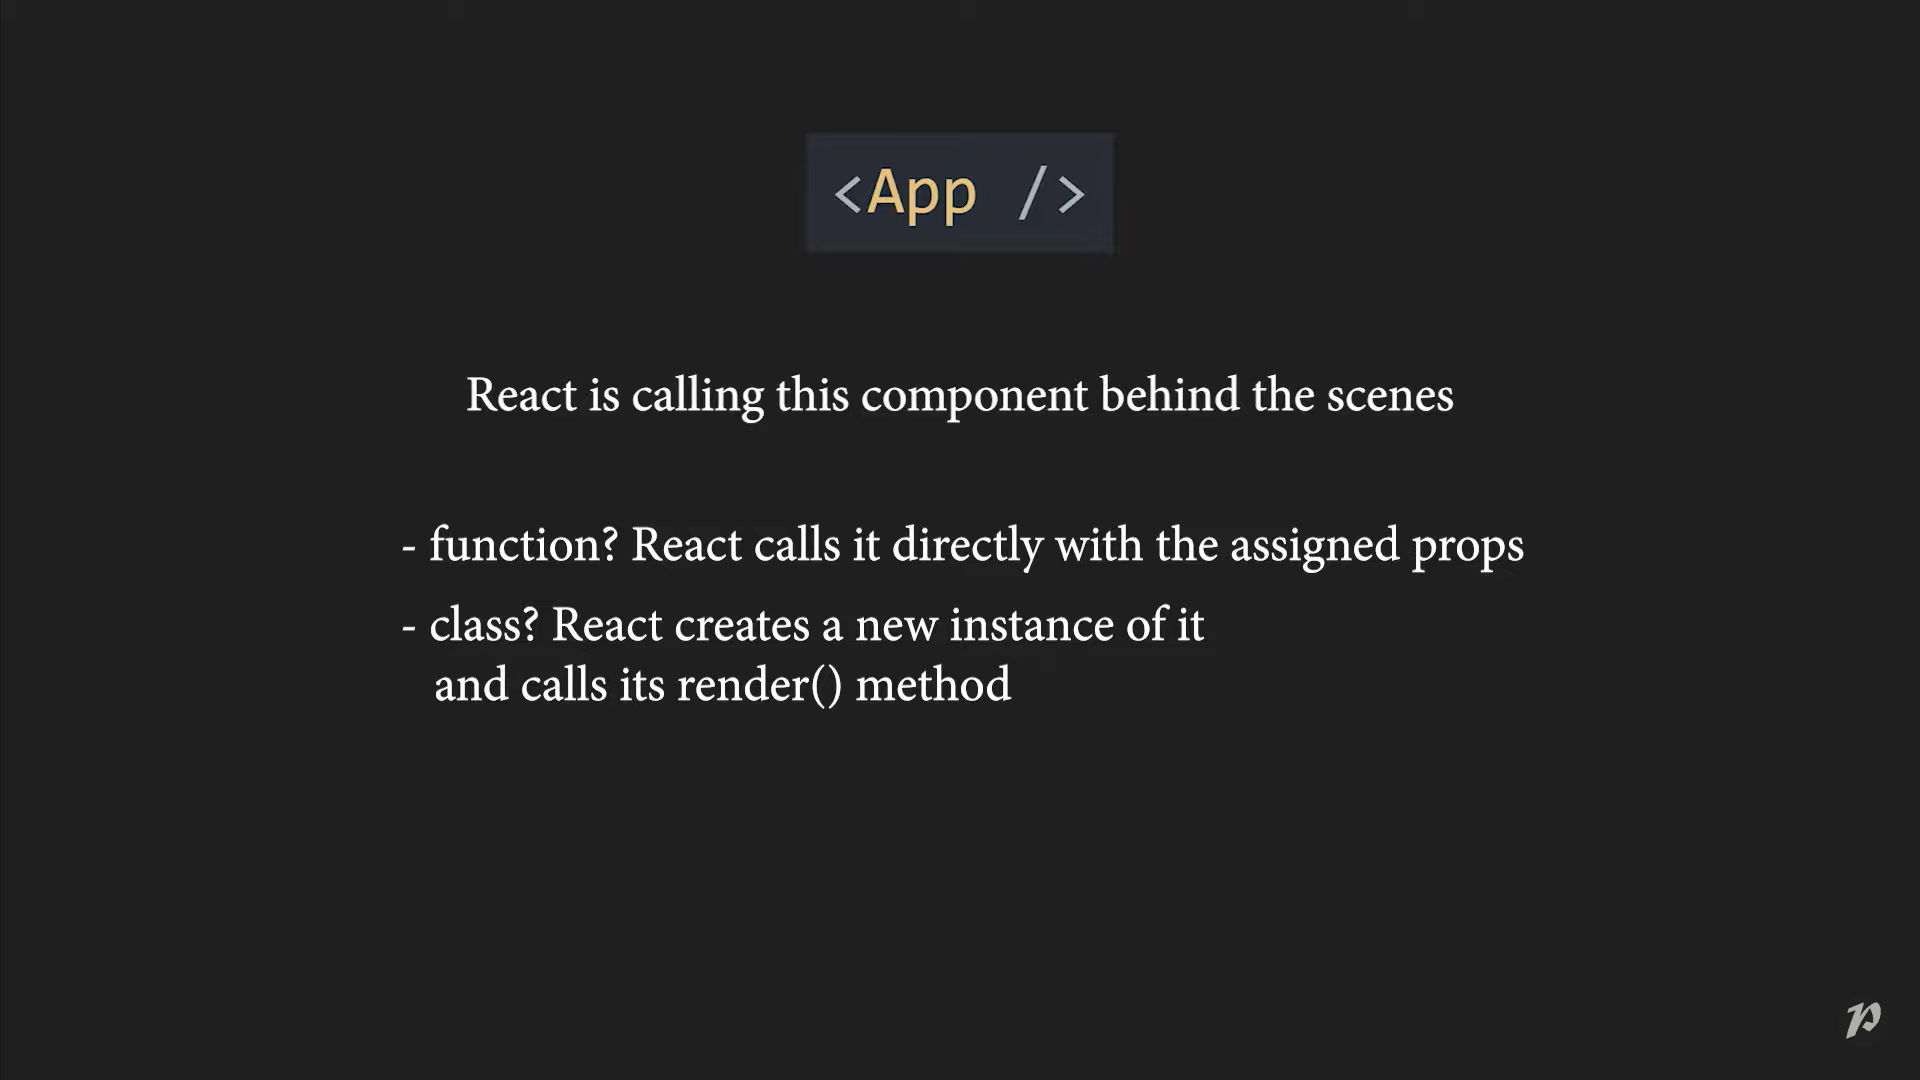 <App />
React is calling this component behind the scenes
- function? React calls it directly with the assigned props
- class? React creates a new instance of it
and calls its render() method